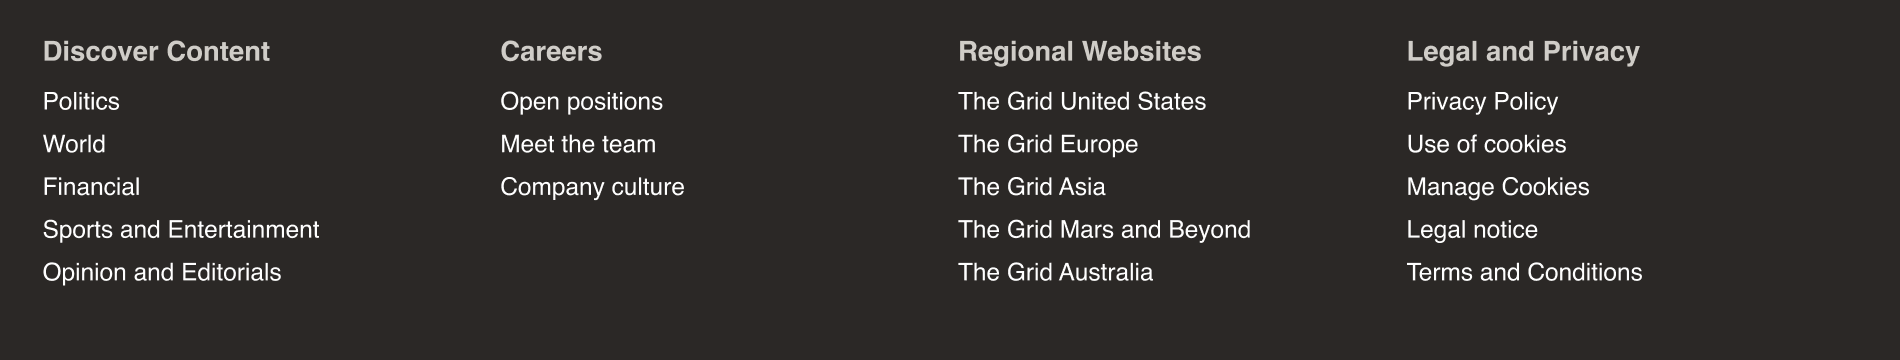 Discover Content
Politics
World
Financial
Sports and Entertainment
Opinion and Editorials
Careers
Open positions
Meet the team
Company culture
Regional Websites
The Grid United States
The Grid Europe
The Grid Asia
The Grid Mars and Beyond
The Grid Australia
Legal and Privacy
Privacy Policy
Use of cookies
Manage Cookies
Legal notice
Terms and Conditions